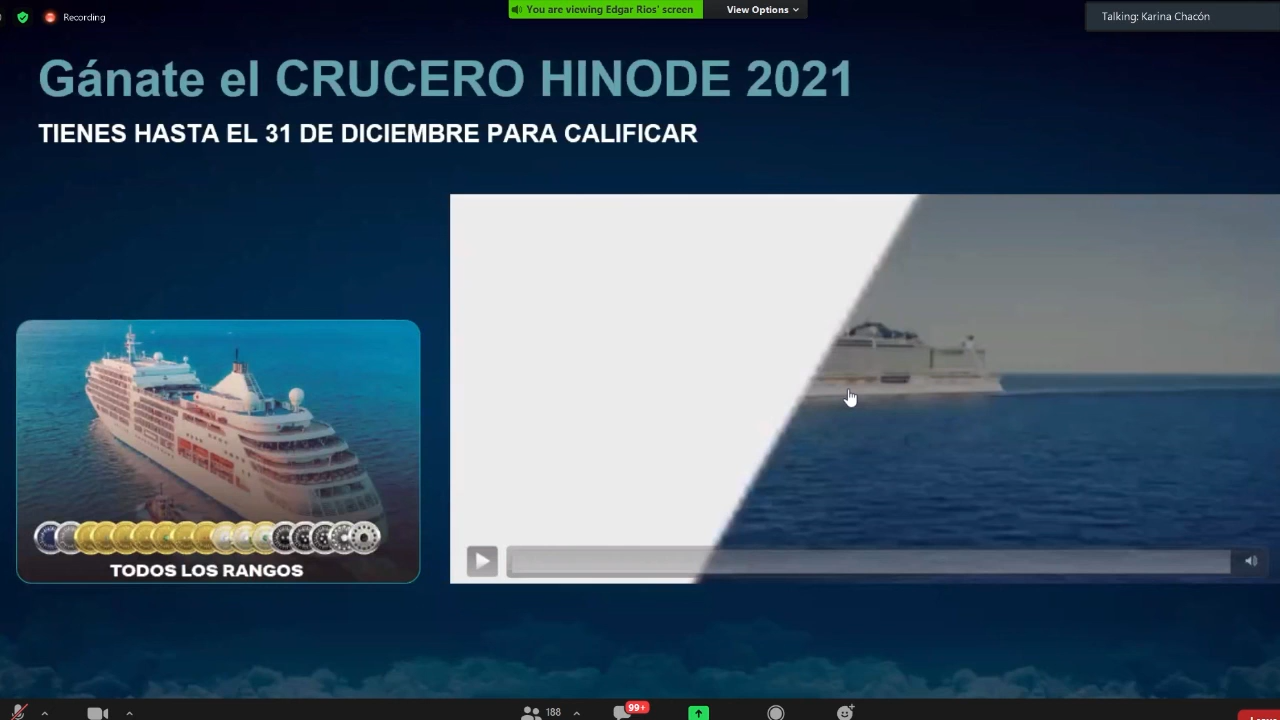 Recording
You are viewing Edgar Rios' screen
View Options
Talking: Karina Chacón
Gánate el CRUCERO HINODE 2021
TIENES HASTA EL 31 DE DICIEMBRE PARA CALIFICAR
TODOS LOS RANGOS
188
99+